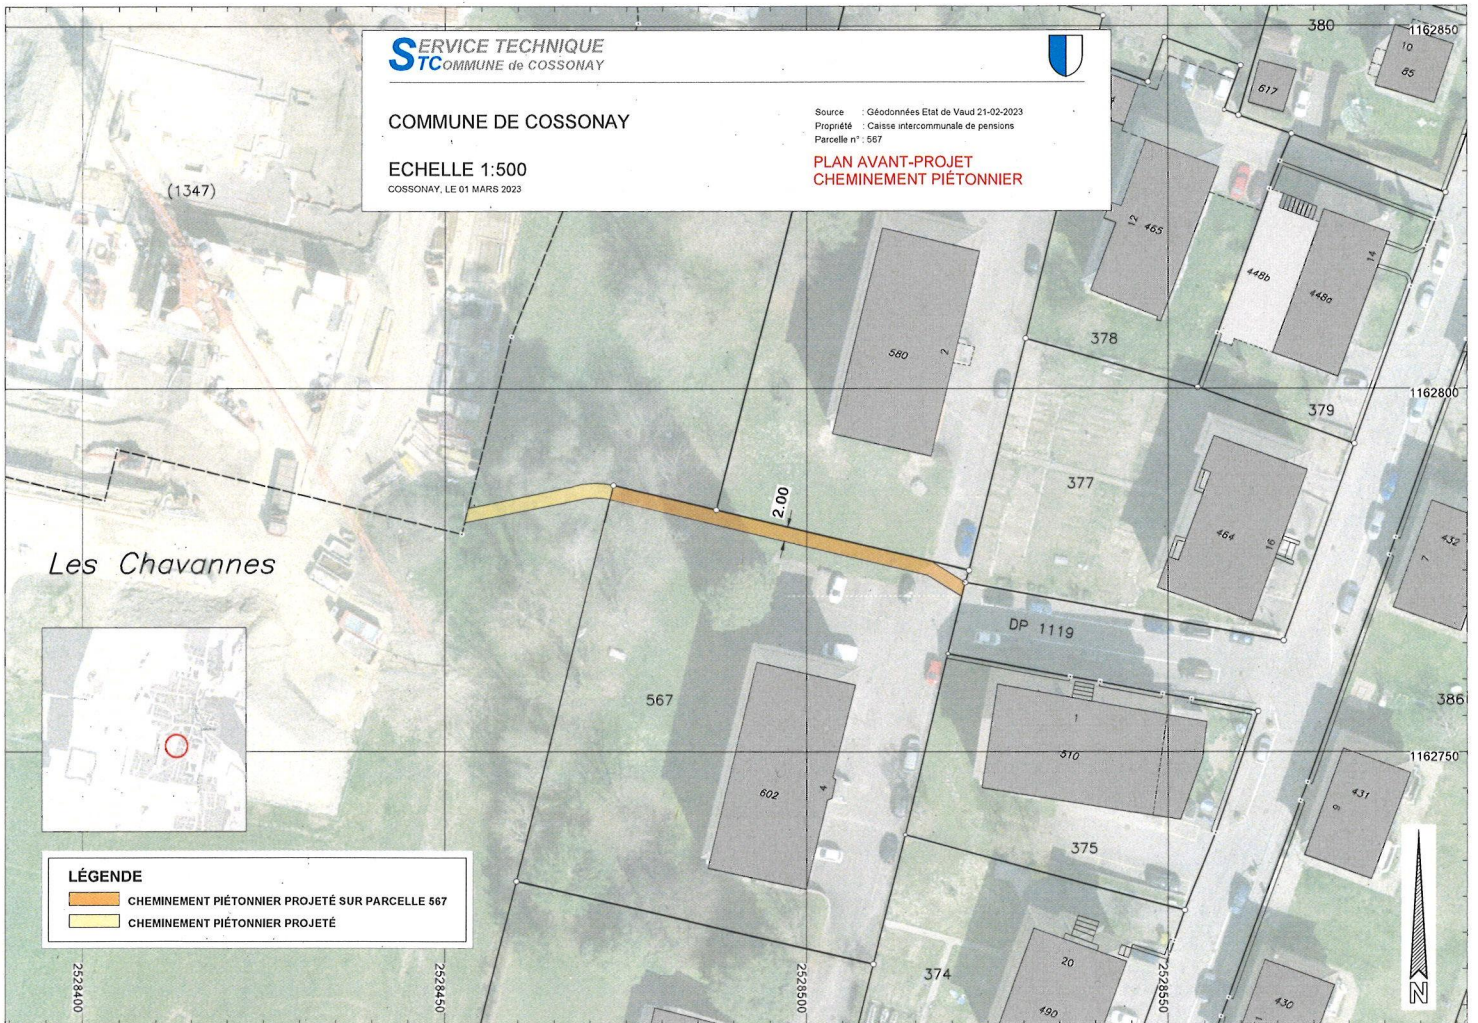 SERVICE TECHNIQUE
STCOMMUNE de COSSONAY
COMMUNE DE COSSONAY
ECHELLE 1:500
COSSONAY, LE 01 MARS 2023
Source : Géodonnées Etat de Vaud 21-02-2023
Propriété : Caisse intercommunale de pensions
Parcelle n° : 567
PLAN AVANT-PROJET
CHEMINEMENT PIÉTONNIER
380
1162850
10
85
617
(1347)
12
465
14
448b
448a
378
580
2
1162800
379
377
2.00
464
16
432
7
Les Chavannes
DP 1119
567
386
1
510
1162750
602
4
431
9
375
LÉGENDE
CHEMINEMENT PIÉTONNIER PROJETÉ SUR PARCELLE 567
CHEMINEMENT PIÉTONNIER PROJETÉ
374
20
490
430
2528400
2528450
2528500
2528550
N